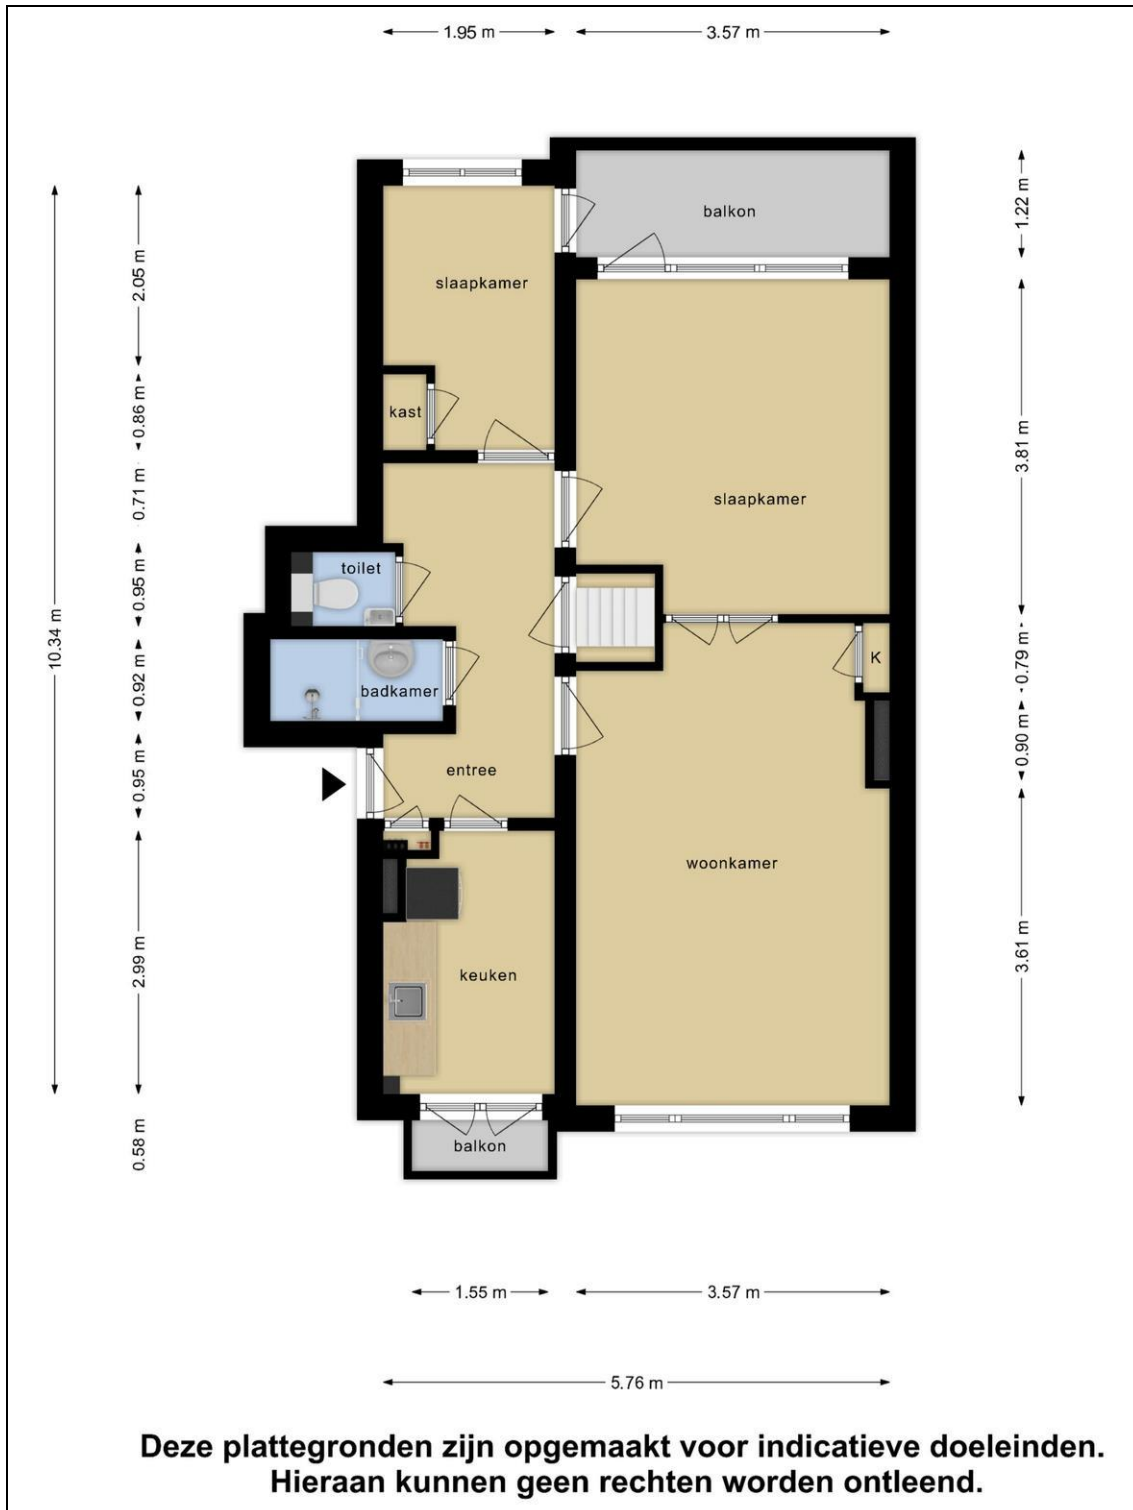 1.95 m
3.57 m
balkon
1.22 m
2.05 m
slaapkamer
kast
0.86 m
3.81 m
0.71 m
slaapkamer
toilet
0.95 m
10.34 m
badkamer
0.92 m
K
0.79 m
0.90 m
entree
0.95 m
woonkamer
keuken
2.99 m
3.61 m
balkon
0.58 m
1.55 m
3.57 m
5.76 m
Deze plattegronden zijn opgemaakt voor indicatieve doeleinden.
Hieraan kunnen geen rechten worden ontleend.